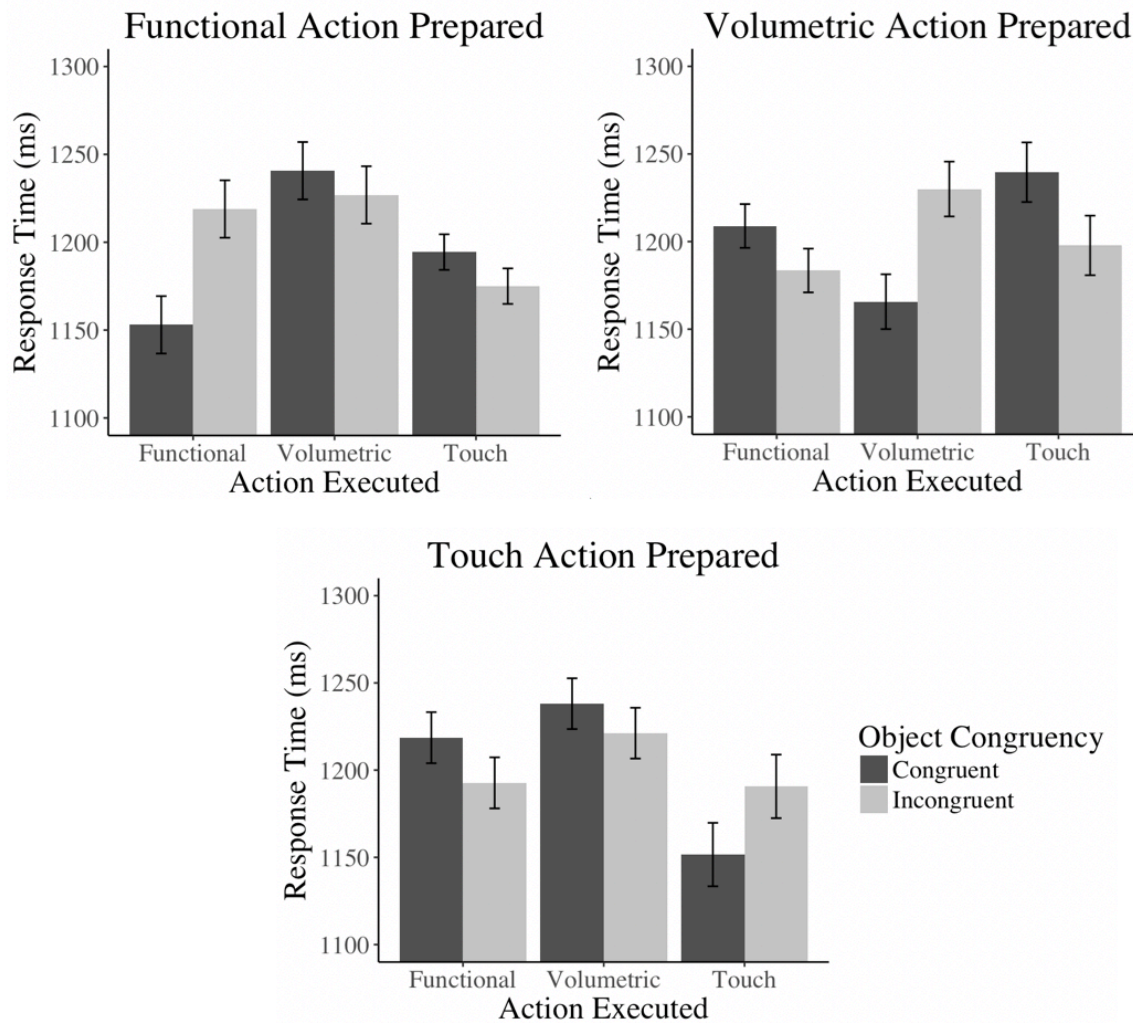 Functional Action Prepared
Response Time (ms)
1300
1250
1200
1150
1100
Functional Volumetric Touch
Action Executed
Volumetric Action Prepared
Response Time (ms)
1300
1250
1200
1150
1100
Functional Volumetric Touch
Action Executed
Touch Action Prepared
Response Time (ms)
1300
1250
1200
1150
1100
Functional Volumetric Touch
Action Executed
Object Congruency
Congruent
Incongruent